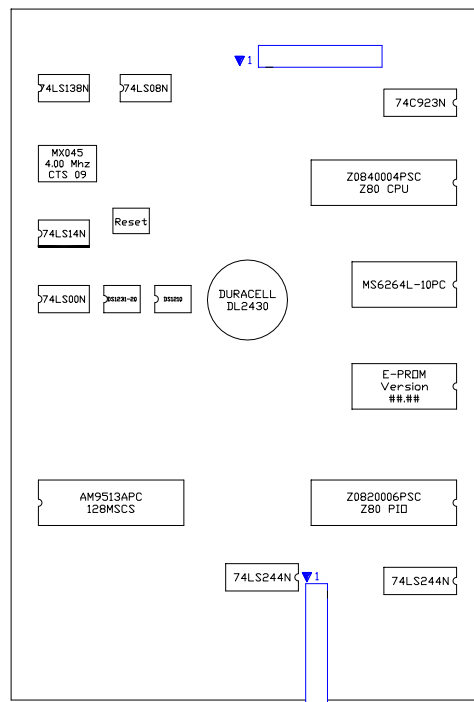 1
74LS138N
74LS08N
74C923N
MX045
4.00 Mhz
CTS 09
Z0840004PSC
Z80 CPU
Reset
74LS14N
DURACELL
DL2430
MS6264L-10PC
74LS00N
DS1231-20
DS1210
E-PROM
Version
##.##
AM9513APC
128MSCS
Z0820006PSC
Z80 PIO
74LS244N
1
74LS244N